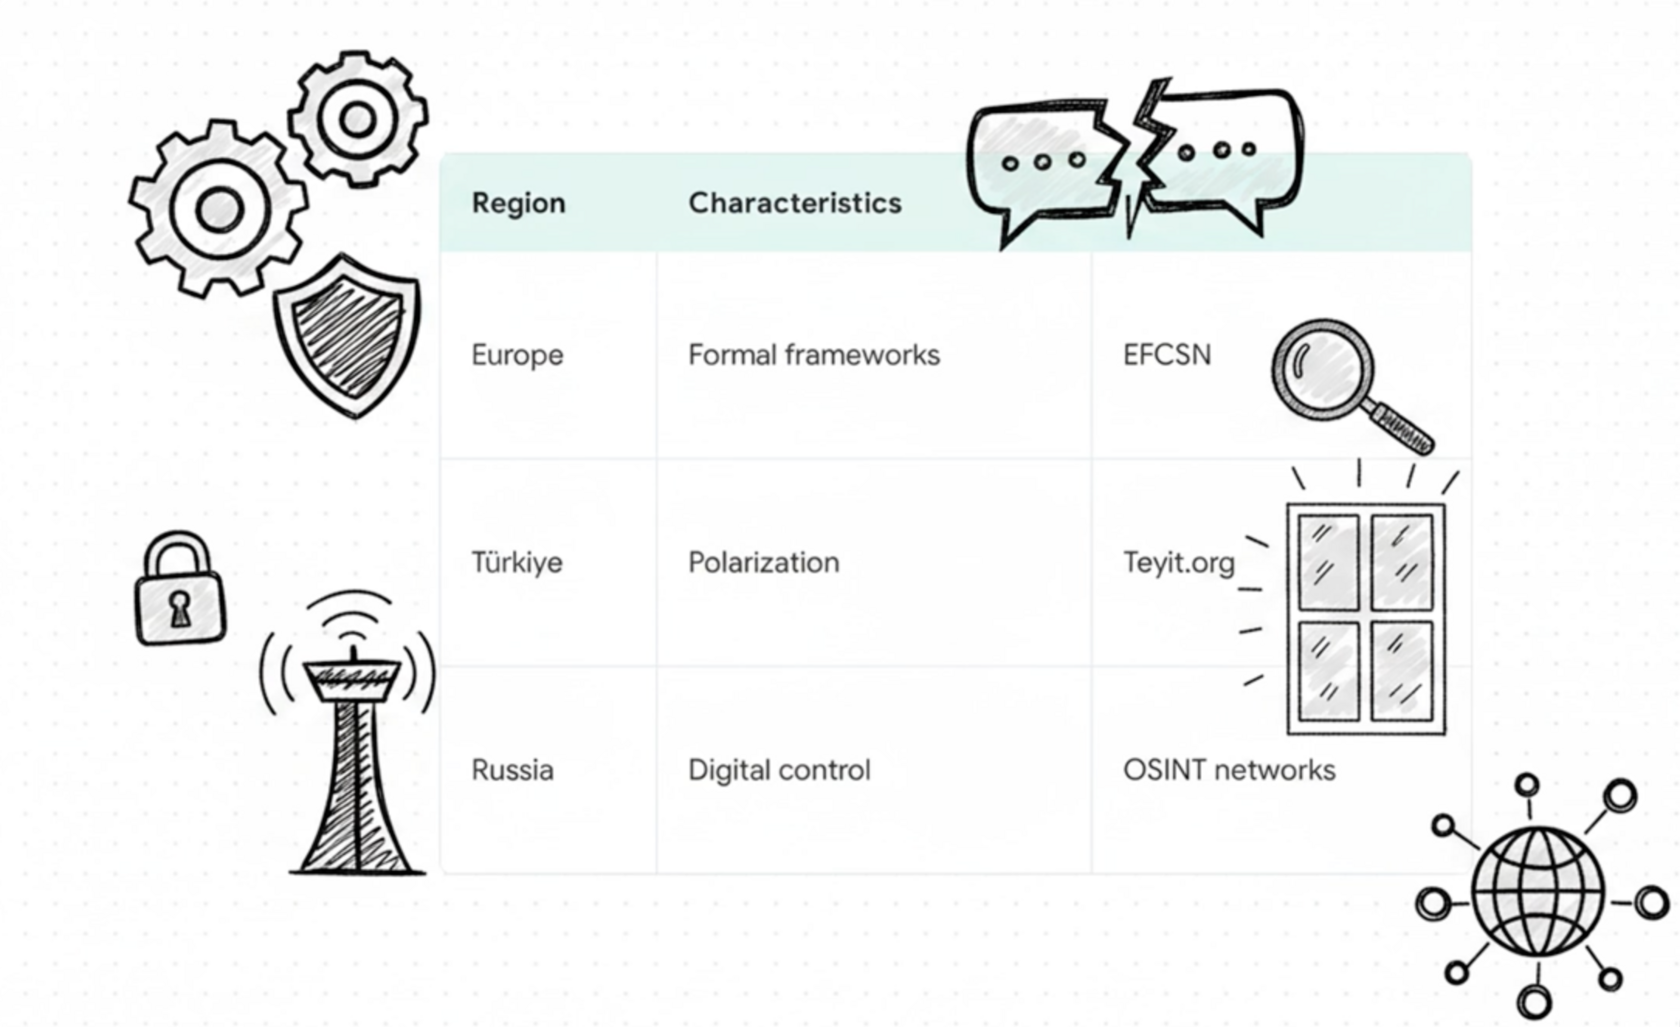 Region Characteristics
Europe Formal frameworks EFCSN
Türkiye Polarization Teyit.org
Russia Digital control OSINT networks